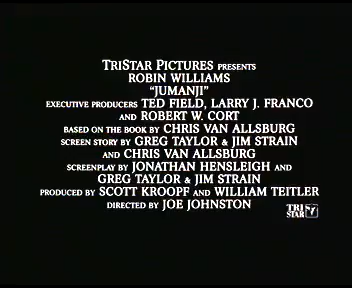 TRISTAR PICTURES PRESENTS
ROBIN WILLIAMS
“JUMANJI”
EXECUTIVE PRODUCERS TED FIELD, LARRY J. FRANCO
AND ROBERT W. CORT
BASED ON THE BOOK BY CHRIS VAN ALLSBURG
SCREEN STORY BY GREG TAYLOR & JIM STRAIN
AND CHRIS VAN ALLSBURG
SCREENPLAY BY JONATHAN HENSLEIGH AND
GREG TAYLOR & JIM STRAIN
PRODUCED BY SCOTT KROOPF AND WILLIAM TEITLER
DIRECTED BY JOE JOHNSTON
TRI
STAR